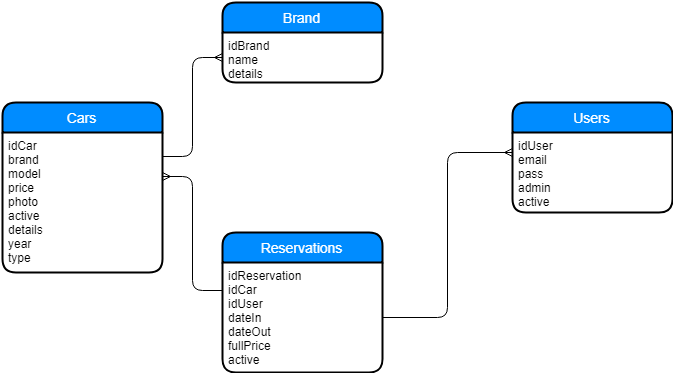 Brand
idBrand
name
details
Cars
idCar
brand
model
price
photo
active
details
year
type
Users
idUser
email
pass
admin
active
Reservations
idReservation
idCar
idUser
dateIn
dateOut
fullPrice
active